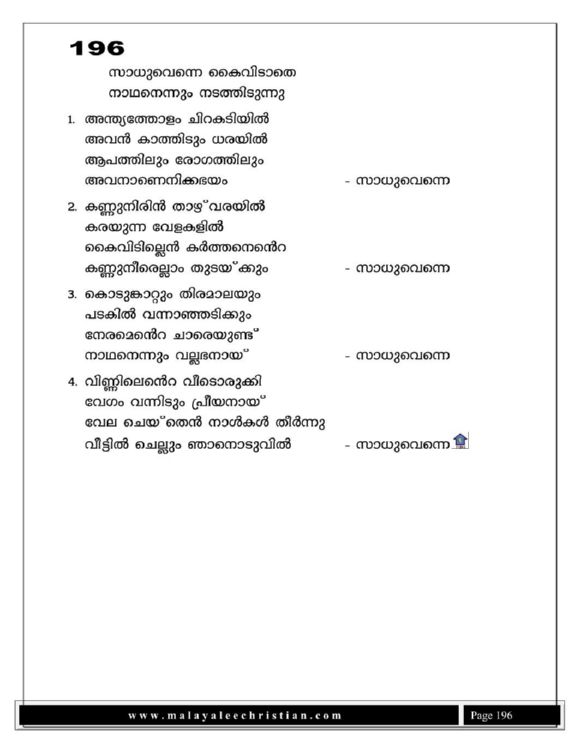 196
സാധുവെന്നെ കൈവിടാതെ
നാഥനെന്നും നടത്തിടുന്നു
1. അന്ത്യത്തോളം ചിറകടിയിൽ
അവൻ കാത്തിടും ധരയിൽ
ആപത്തിലും രോഗത്തിലും
അവനാണെനിക്കഭയം - സാധുവെന്നെ
2. കണ്ണുനിരിൻ താഴ്‌വരയിൽ
കരയുന്ന വേളകളിൽ
കൈവിടില്ലെൻ കർത്തനെൻെറ
കണ്ണുനീരെല്ലാം തുടയ്ക്കും - സാധുവെന്നെ
3. കൊടുങ്കാറ്റും തിരമാലയും
പടകിൽ വന്നാഞ്ഞടിക്കും
നേരമെൻെറ ചാരെയുണ്ട്
നാഥനെന്നും വല്ലഭനായ് - സാധുവെന്നെ
4. വിണ്ണിലെൻെറ വീടൊരുക്കി
വേഗം വന്നിടും പ്രീയനായ്
വേല ചെയ്തെൻ നാൾകൾ തീർന്നു
വീട്ടിൽ ചെല്ലും ഞാനൊടുവിൽ - സാധുവെന്നെ
www.malayaleechristian.com Page 196